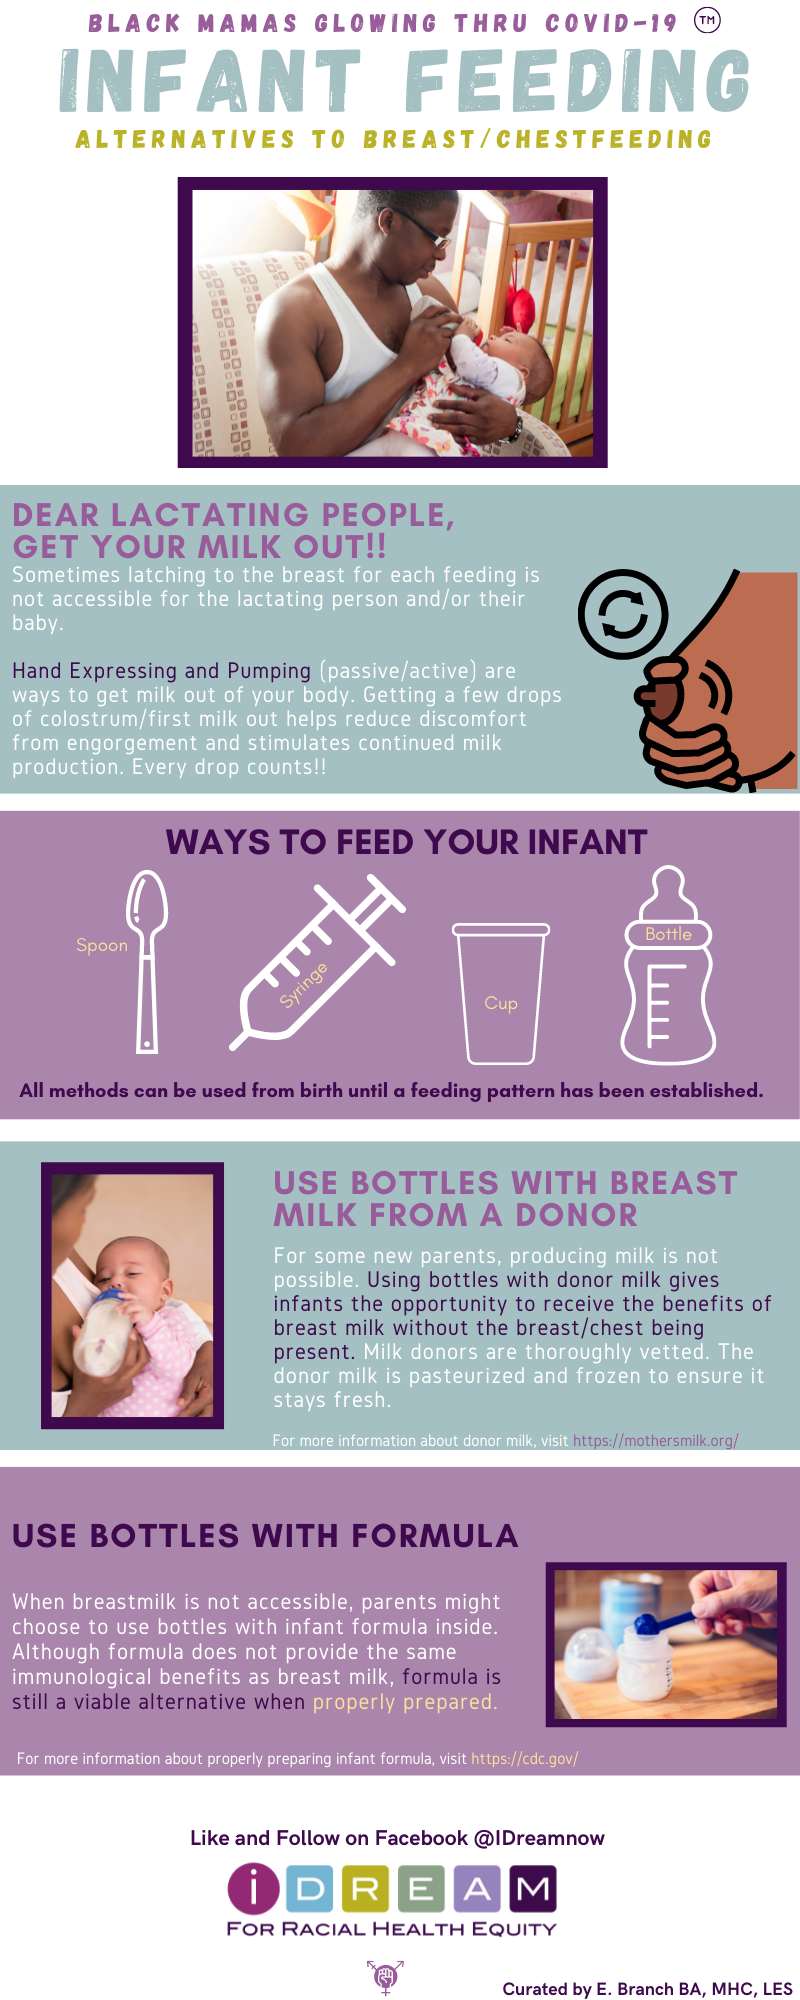 BLACK MAMAS GLOWING THRU COVID-19 TM
INFANT FEEDING
ALTERNATIVES TO BREAST/CHESTFEEDING
DEAR LACTATING PEOPLE,
GET YOUR MILK OUT!!
Sometimes latching to the breast for each feeding is
not accessible for the lactating person and/or their
baby.
Hand Expressing and Pumping (passive/active) are
ways to get milk out of your body. Getting a few drops
of colostrum/first milk out helps reduce discomfort
from engorgement and stimulates continued milk
production. Every drop counts!!
WAYS TO FEED YOUR INFANT
Spoon
Syringe
Cup
Bottle
All methods can be used from birth until a feeding pattern has been established.
USE BOTTLES WITH BREAST
MILK FROM A DONOR
For some new parents, producing milk is not
possible. Using bottles with donor milk gives
infants the opportunity to receive the benefits of
breast milk without the breast/chest being
present. Milk donors are thoroughly vetted. The
donor milk is pasteurized and frozen to ensure it
stays fresh.
For more information about donor milk, visit https://mothersmilk.org/
USE BOTTLES WITH FORMULA
When breastmilk is not accessible, parents might
choose to use bottles with infant formula inside.
Although formula does not provide the same
immunological benefits as breast milk, formula is
still a viable alternative when properly prepared.
For more information about properly preparing infant formula, visit https://cdc.gov/
Like and Follow on Facebook @IDreamnow
iDREAM
FOR RACIAL HEALTH EQUITY
Curated by E. Branch BA, MHC, LES